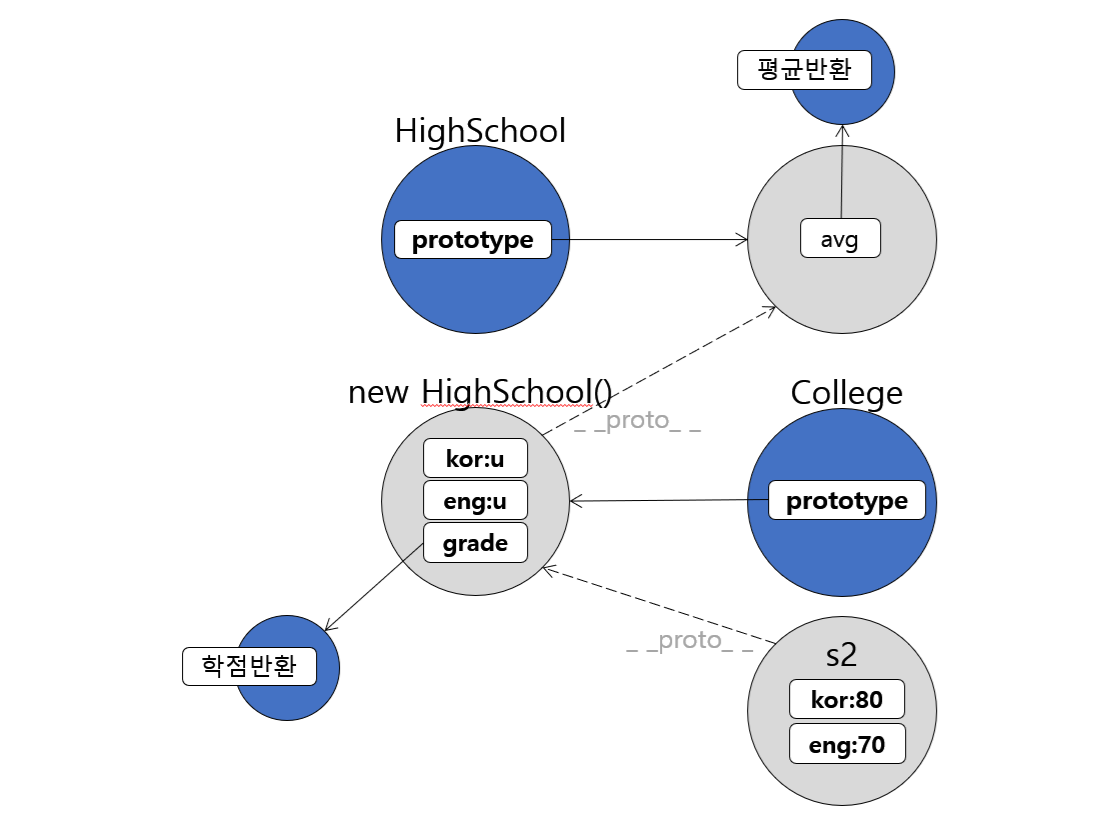 평균반환
HighSchool
prototype
avg
new HighSchool()
College
_ _proto_ _
kor:u
eng:u
grade
prototype
_ _proto_ _
학점반환
s2
kor:80
eng:70